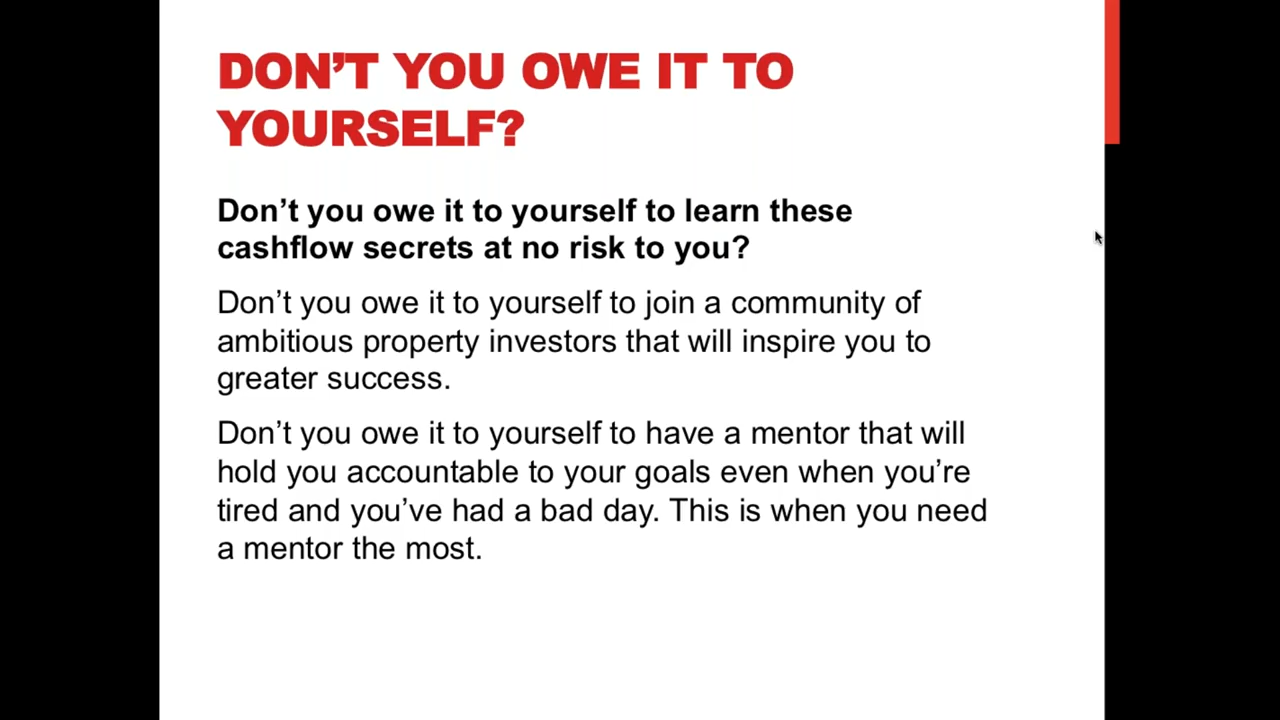 DON’T YOU OWE IT TO
YOURSELF?
Don’t you owe it to yourself to learn these
cashflow secrets at no risk to you?
Don’t you owe it to yourself to join a community of
ambitious property investors that will inspire you to
greater success.
Don’t you owe it to yourself to have a mentor that will
hold you accountable to your goals even when you’re
tired and you’ve had a bad day. This is when you need
a mentor the most.